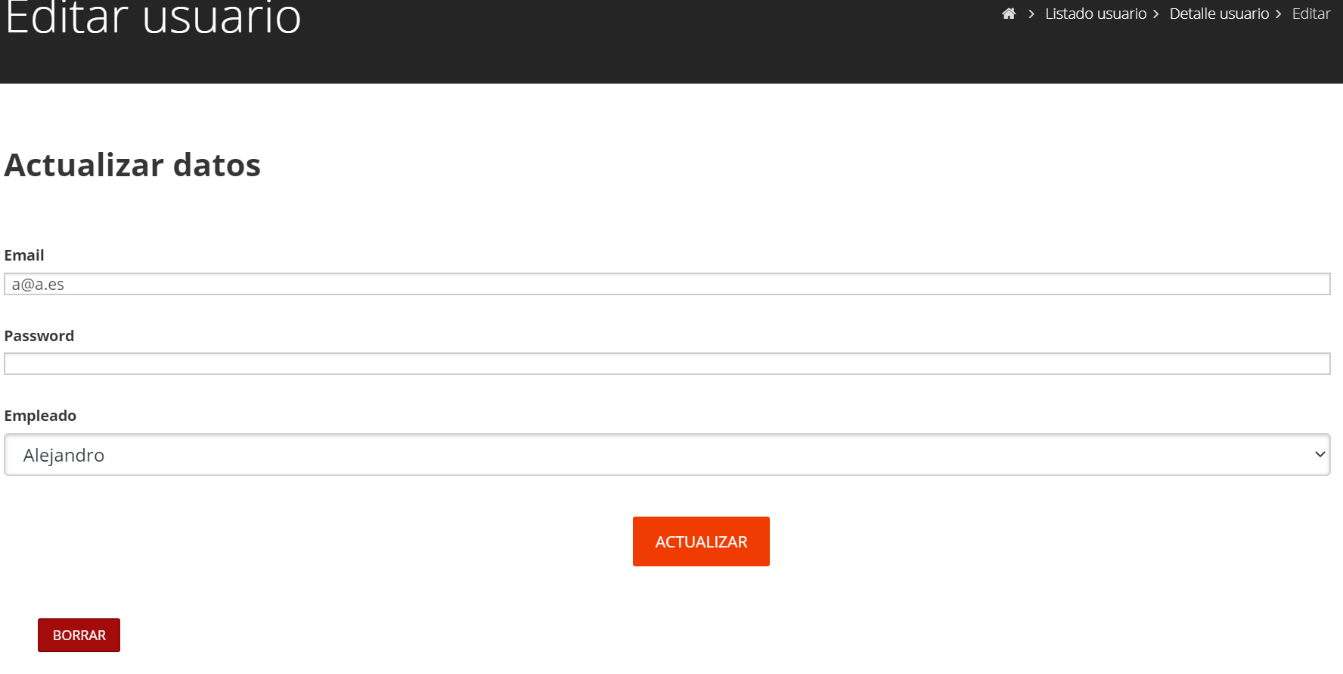 Editar usuario
> Listado usuario > Detalle usuario > Editar
Actualizar datos
Email
a@a.es
Password
Empleado
Alejandro
ACTUALIZAR
BORRAR